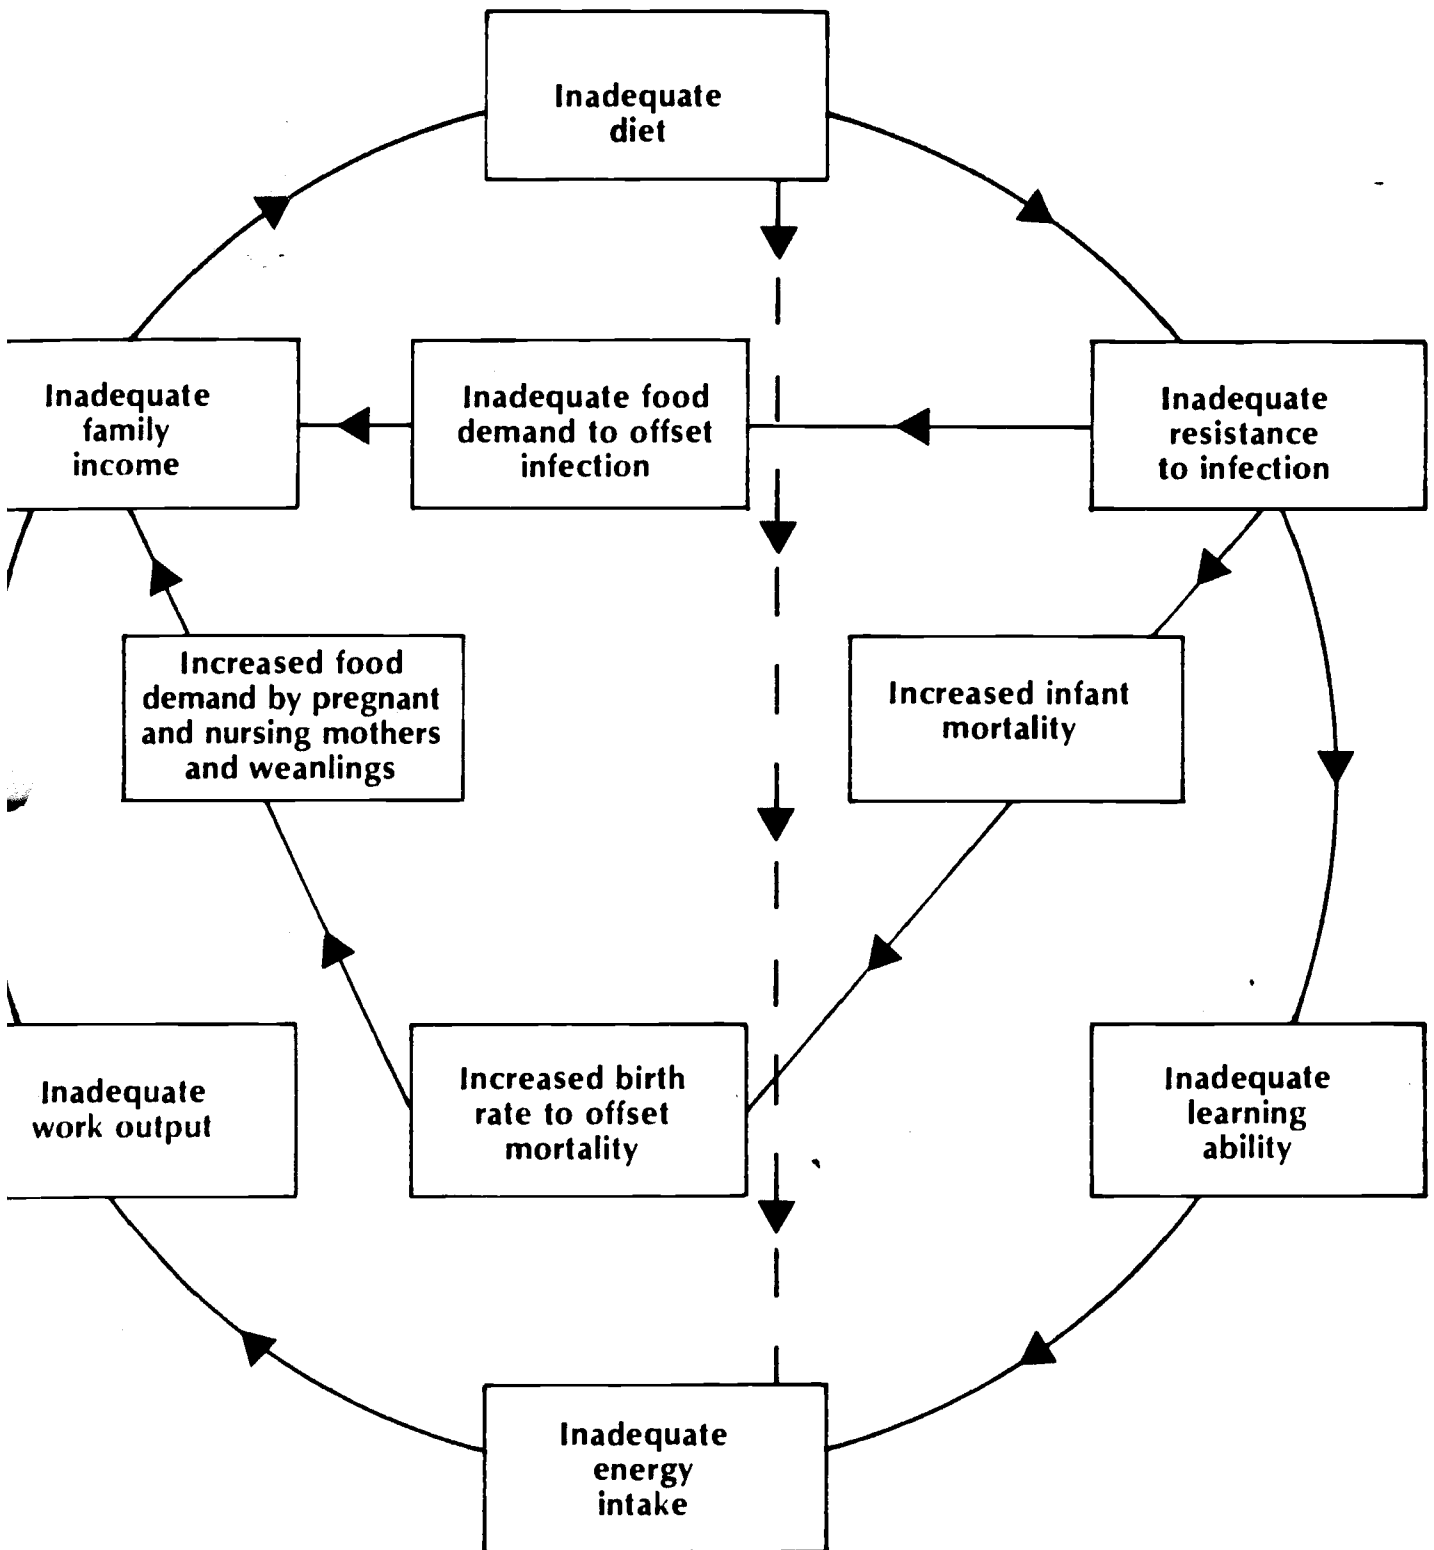 Inadequate
diet
Inadequate
family
income
Inadequate food
demand to offset
infection
Inadequate
resistance
to infection
Increased food
demand by pregnant
and nursing mothers
and weanlings
Increased infant
mortality
Inadequate
work output
Increased birth
rate to offset
mortality
Inadequate
learning
ability
Inadequate
energy
intake